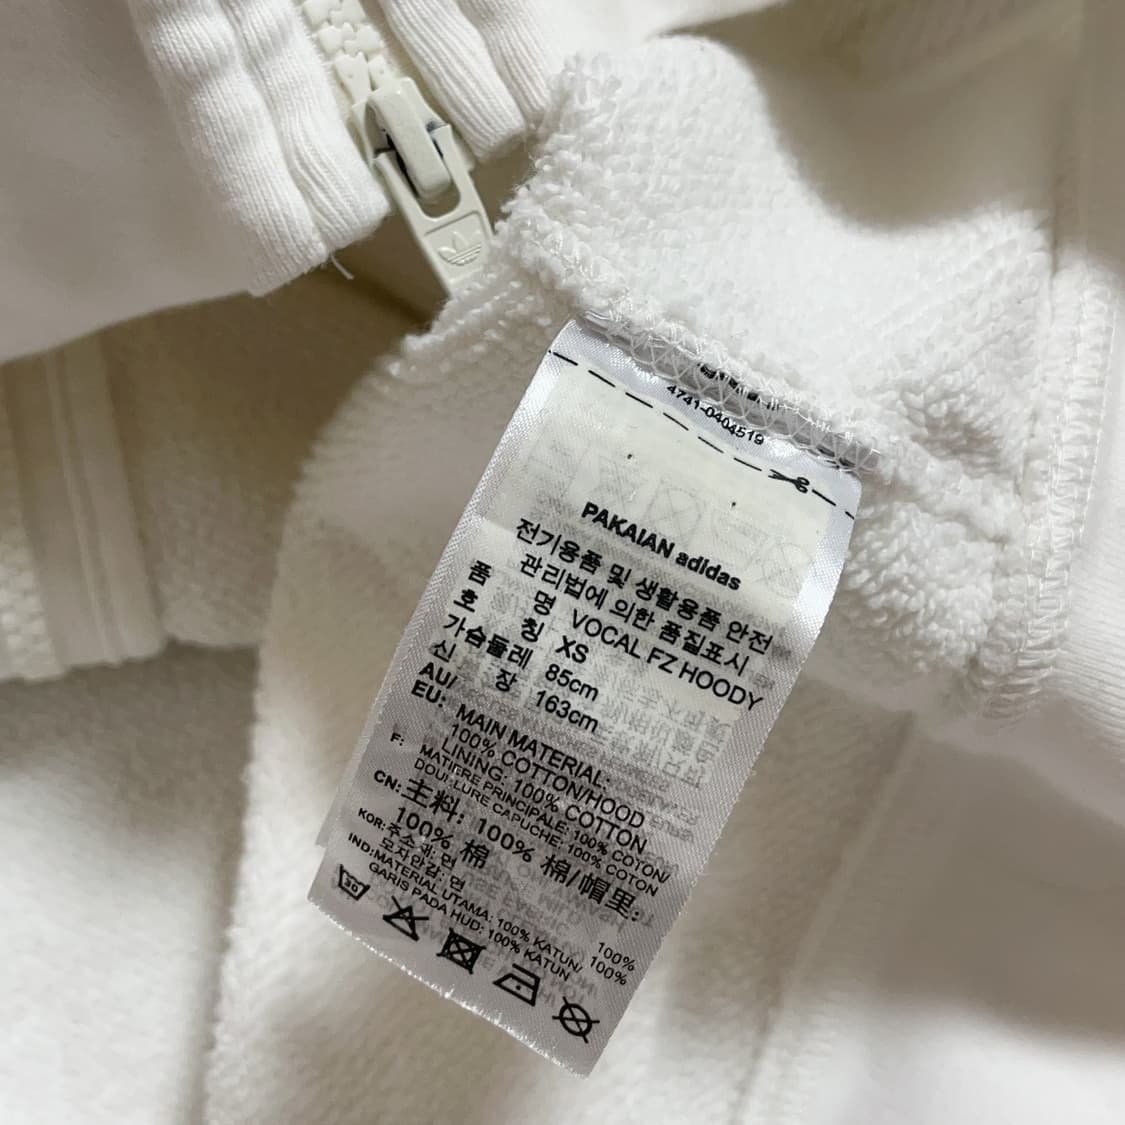 4741-0404519
PAKAIAN adidas
전기용품 및 생활용품 안전
관리법에 의한 품질표시
품 명 VOCAL FZ HOODY
호 칭 XS
가슴둘레 85cm
신 장 163cm
AU/
EU: MAIN MATERIAL:
100% COTTON/HOOD
LINING: 100% COTTON
F: MATIERE PRINCIPALE: 100% COTON/
DOUBLURE CAPUCHE: 100% COTON
CN: 主料: 100% 棉/帽里:
100% 棉
KOR: 주소재: 면 100%
모자안감: 면 100%
IND: MATERIAL UTAMA: 100% KATUN/
GARIS PADA HUD: 100% KATUN
30